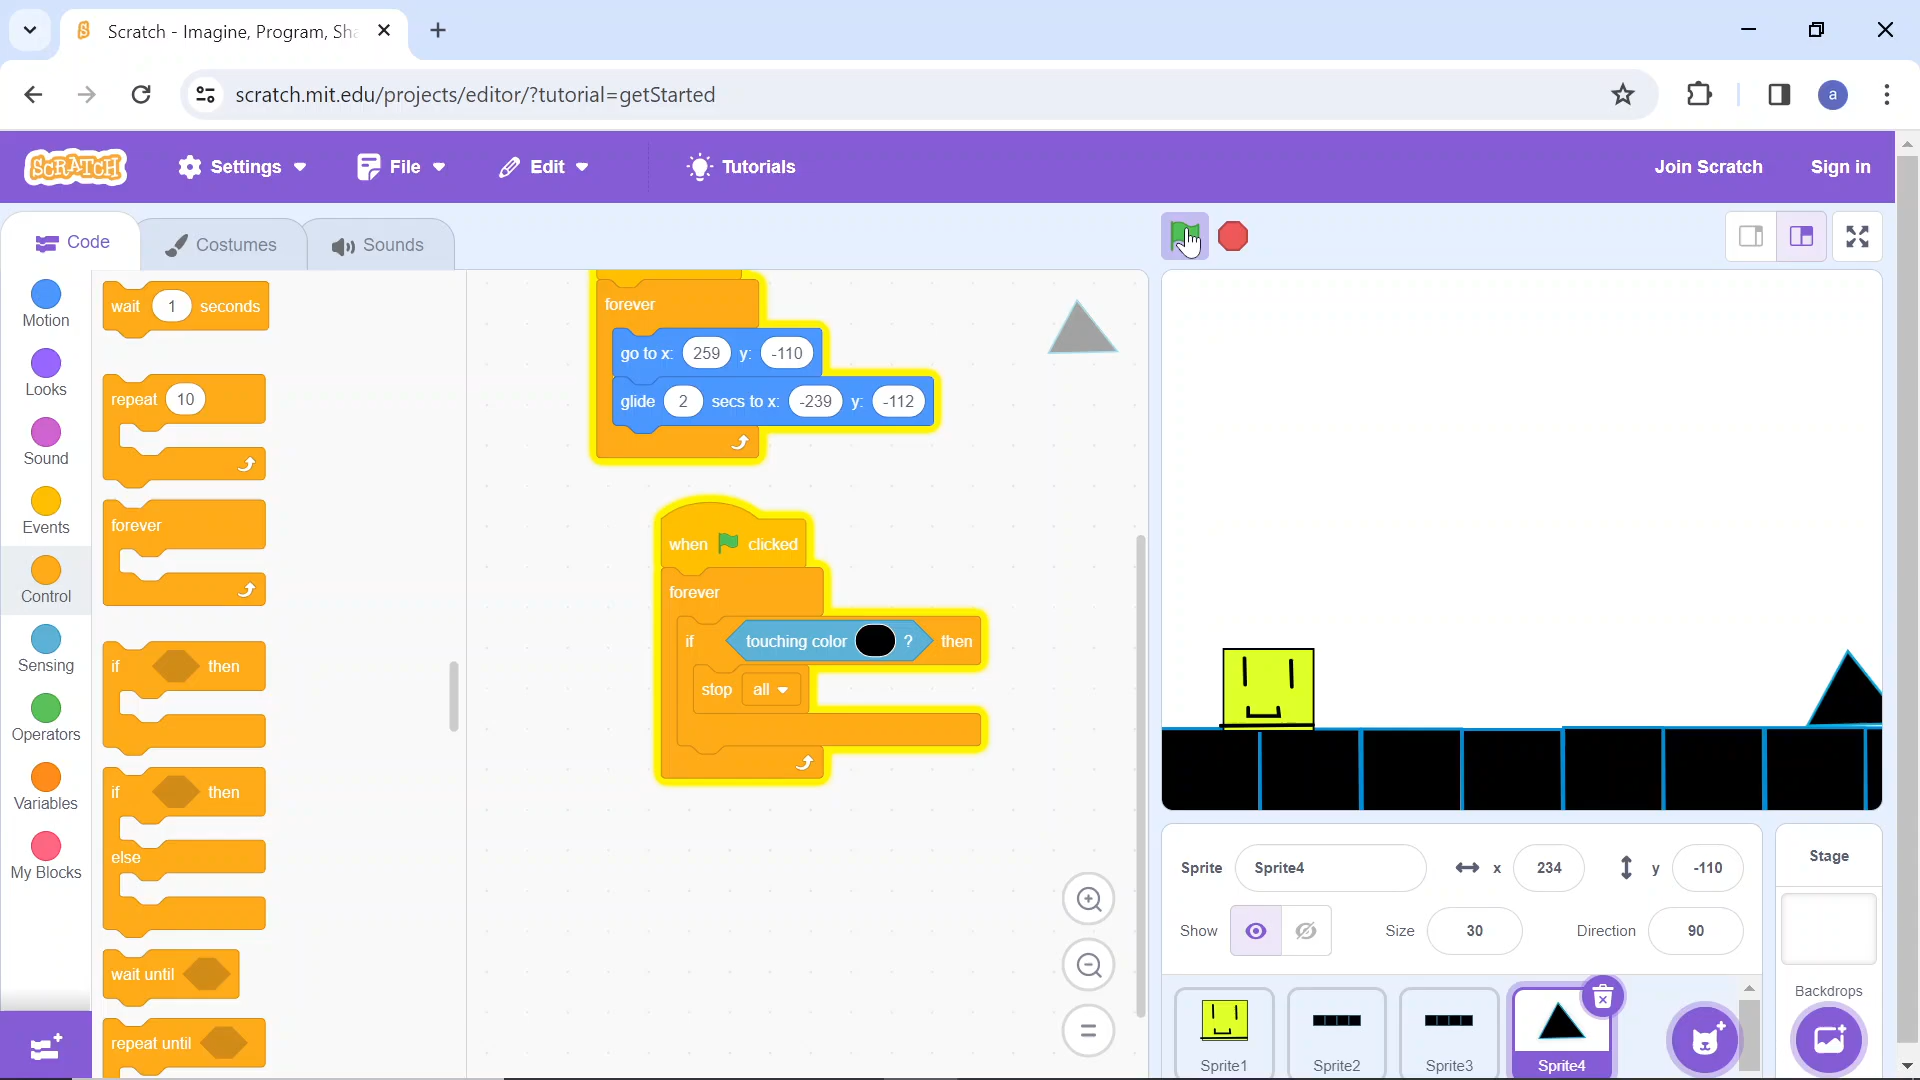 Scratch - Imagine, Program, Sha
scratch.mit.edu/projects/editor/?tutorial=getStarted
a
SCRATCH
Settings
File
Edit
Tutorials
Join Scratch
Sign in
Code
Costumes
Sounds
Motion
Looks
Sound
Events
Control
Sensing
Operators
Variables
My Blocks
wait 1 seconds
repeat 10
forever
if then
if then
else
wait until
repeat until
forever
go to x: 259 y: -110
glide 2 secs to x: -239 y: -112
when clicked
forever
if touching color ? then
stop all
Sprite Sprite4 x 234 y -110
Show Size 30 Direction 90
Sprite1
Sprite2
Sprite3
Sprite4
Stage
Backdrops